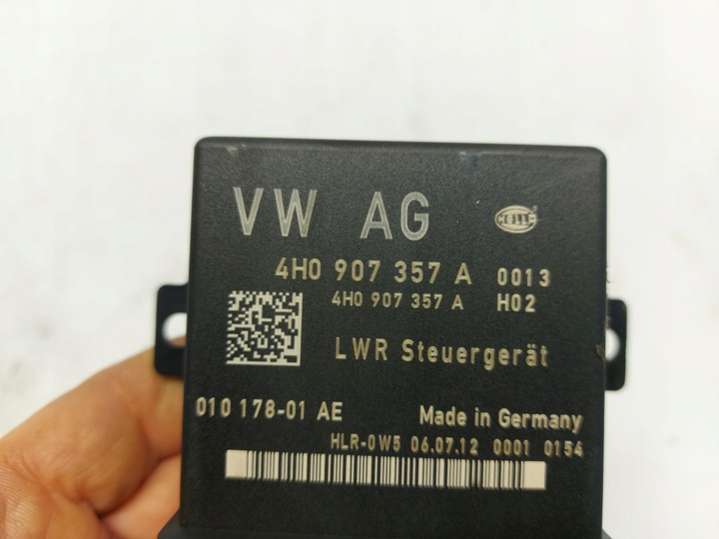 VW AG HELLA
4H0 907 357 A 0013
4H0 907 357 A H02
LWR Steuergerät
010 178-01 AE Made in Germany
HLR-0W5 06.07.12 0001 0154